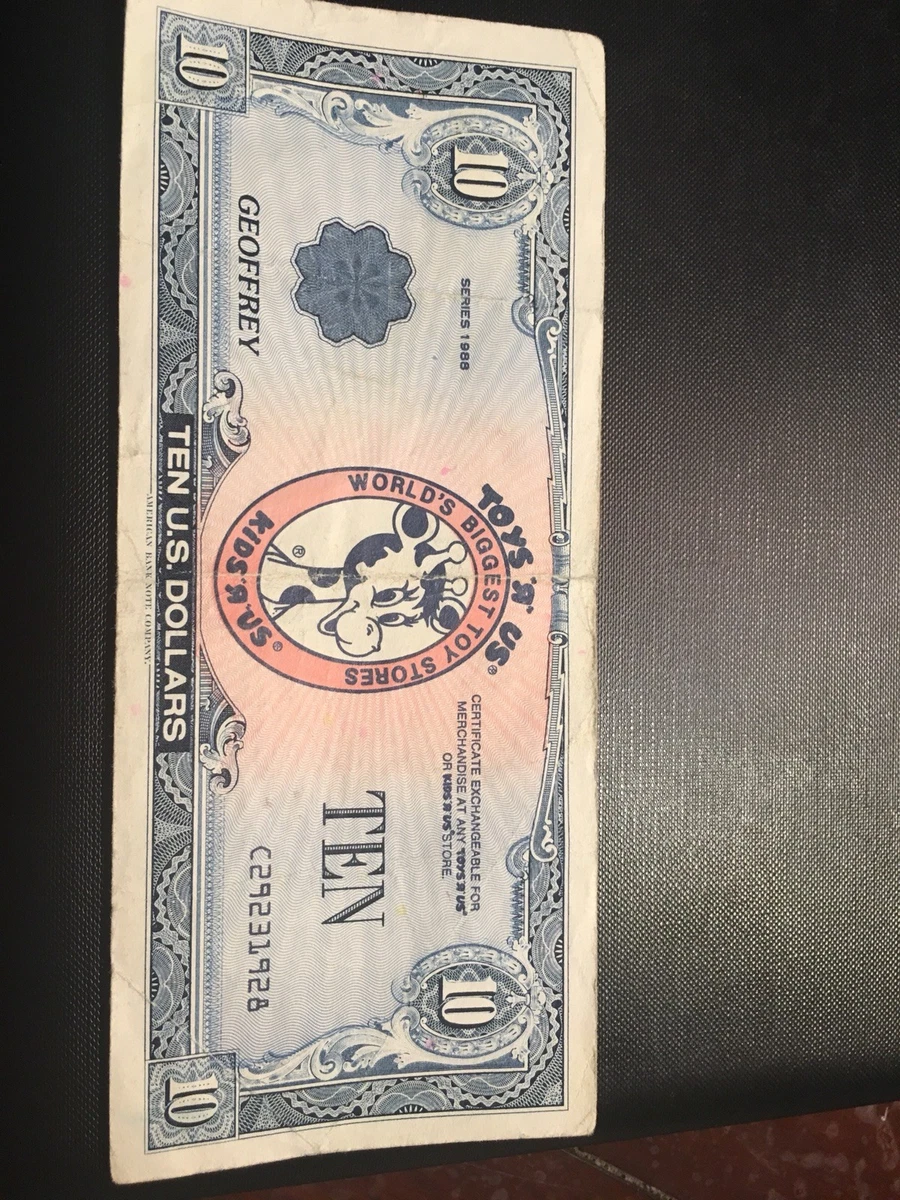 10
10
SERIES 1988
TOYS "Я" US®
CERTIFICATE EXCHANGEABLE FOR
MERCHANDISE AT ANY TOYS "Я" US®
OR KIDS "Я" US® STORE.
WORLD'S BIGGEST TOY STORES
®
KIDS "Я" US®
TEN
GEOFFREY
C29231928
10
TEN U.S. DOLLARS
10
AMERICAN BANK NOTE COMPANY.